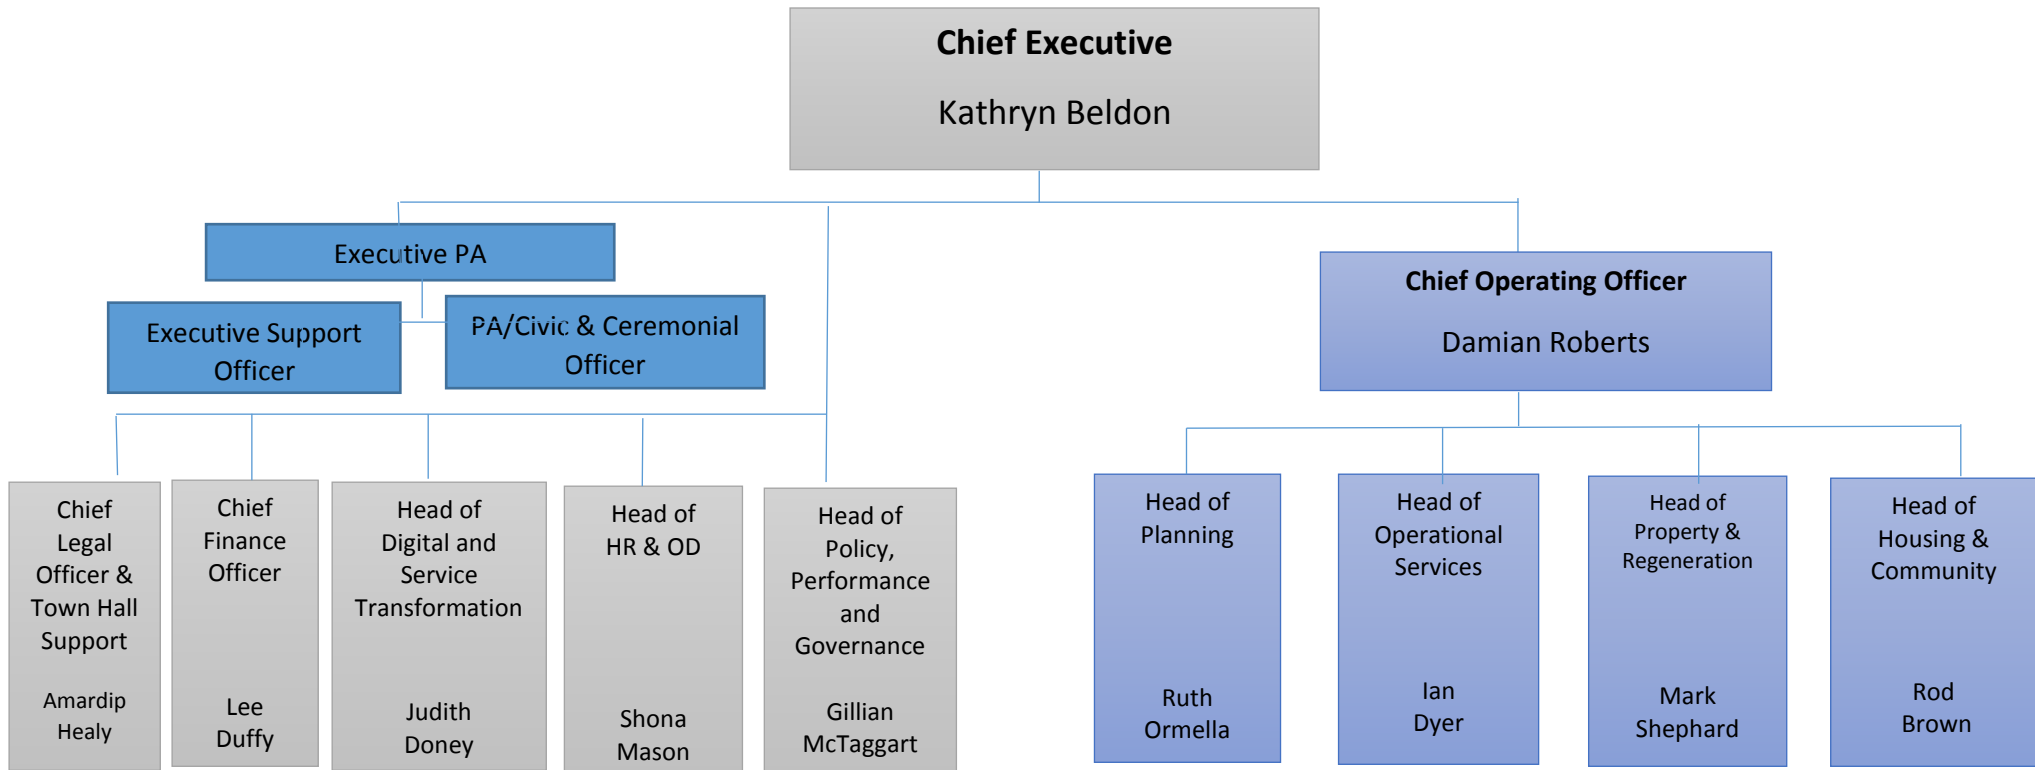 Chief Executive
Kathryn Beldon
Executive PA
Executive Support
Officer
PA/Civic & Ceremonial
Officer
Chief Operating Officer
Damian Roberts
Chief
Legal
Officer &
Town Hall
Support
Amardip
Healy
Chief
Finance
Officer
Lee
Duffy
Head of
Digital and
Service
Transformation
Judith
Doney
Head of
HR & OD
Shona
Mason
Head of
Policy,
Performance
and
Governance
Gillian
McTaggart
Head of
Planning
Ruth
Ormella
Head of
Operational
Services
Ian
Dyer
Head of
Property &
Regeneration
Mark
Shephard
Head of
Housing &
Community
Rod
Brown